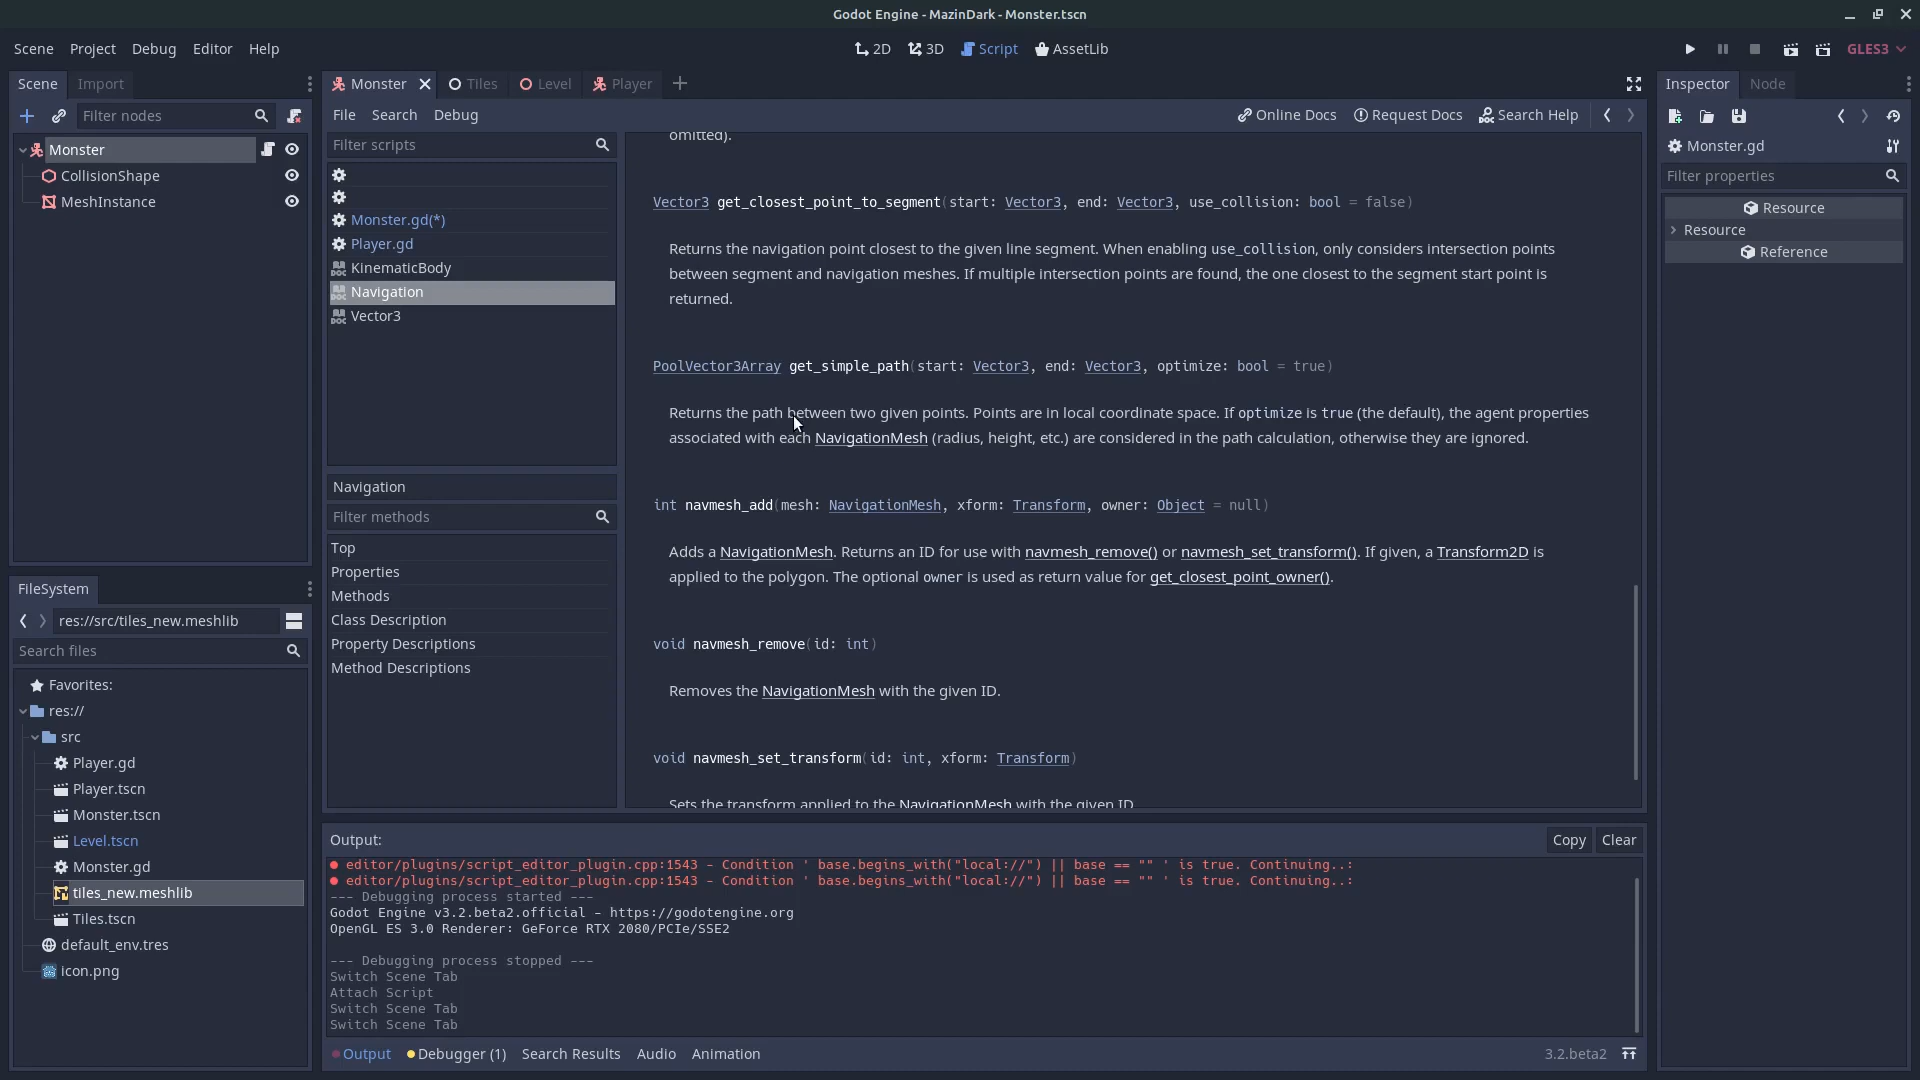 Godot Engine - MazinDark - Monster.tscn
Scene Project Debug Editor Help
2D 3D Script AssetLib
GLES3
Scene Import
Filter nodes
Monster
CollisionShape
MeshInstance
FileSystem
res://src/tiles_new.meshlib
Search files
Favorites:
res://
src
Player.gd
Player.tscn
Monster.tscn
Level.tscn
Monster.gd
tiles_new.meshlib
TIles.tscn
default_env.tres
icon.png
Monster Tiles Level Player
File Search Debug
Online Docs Request Docs Search Help
Filter scripts
Monster.gd(*)
Player.gd
KinematicBody
Navigation
Vector3
Navigation
Filter methods
Top
Properties
Methods
Class Description
Property Descriptions
Method Descriptions
omitted).
Vector3 get_closest_point_to_segment(start: Vector3, end: Vector3, use_collision: bool = false)
Returns the navigation point closest to the given line segment. When enabling use_collision, only considers intersection points
between segment and navigation meshes. If multiple intersection points are found, the one closest to the segment start point is
returned.
PoolVector3Array get_simple_path(start: Vector3, end: Vector3, optimize: bool = true)
Returns the path between two given points. Points are in local coordinate space. If optimize is true (the default), the agent properties
associated with each NavigationMesh (radius, height, etc.) are considered in the path calculation, otherwise they are ignored.
int navmesh_add(mesh: NavigationMesh, xform: Transform, owner: Object = null)
Adds a NavigationMesh. Returns an ID for use with navmesh_remove() or navmesh_set_transform(). If given, a Transform2D is
applied to the polygon. The optional owner is used as return value for get_closest_point_owner().
void navmesh_remove(id: int)
Removes the NavigationMesh with the given ID.
void navmesh_set_transform(id: int, xform: Transform)
Sets the transform applied to the NavigationMesh with the given ID
Output:
Copy Clear
editor/plugins/script_editor_plugin.cpp:1543 - Condition ' base.begins_with("local://") || base == "" ' is true. Continuing..:
editor/plugins/script_editor_plugin.cpp:1543 - Condition ' base.begins_with("local://") || base == "" ' is true. Continuing..:
--- Debugging process started ---
Godot Engine v3.2.beta2.official - https://godotengine.org
OpenGL ES 3.0 Renderer: GeForce RTX 2080/PCIe/SSE2
--- Debugging process stopped ---
Switch Scene Tab
Attach Script
Switch Scene Tab
Switch Scene Tab
Output Debugger (1) Search Results Audio Animation
3.2.beta2
Inspector Node
Monster.gd
Filter properties
Resource
Resource
Reference